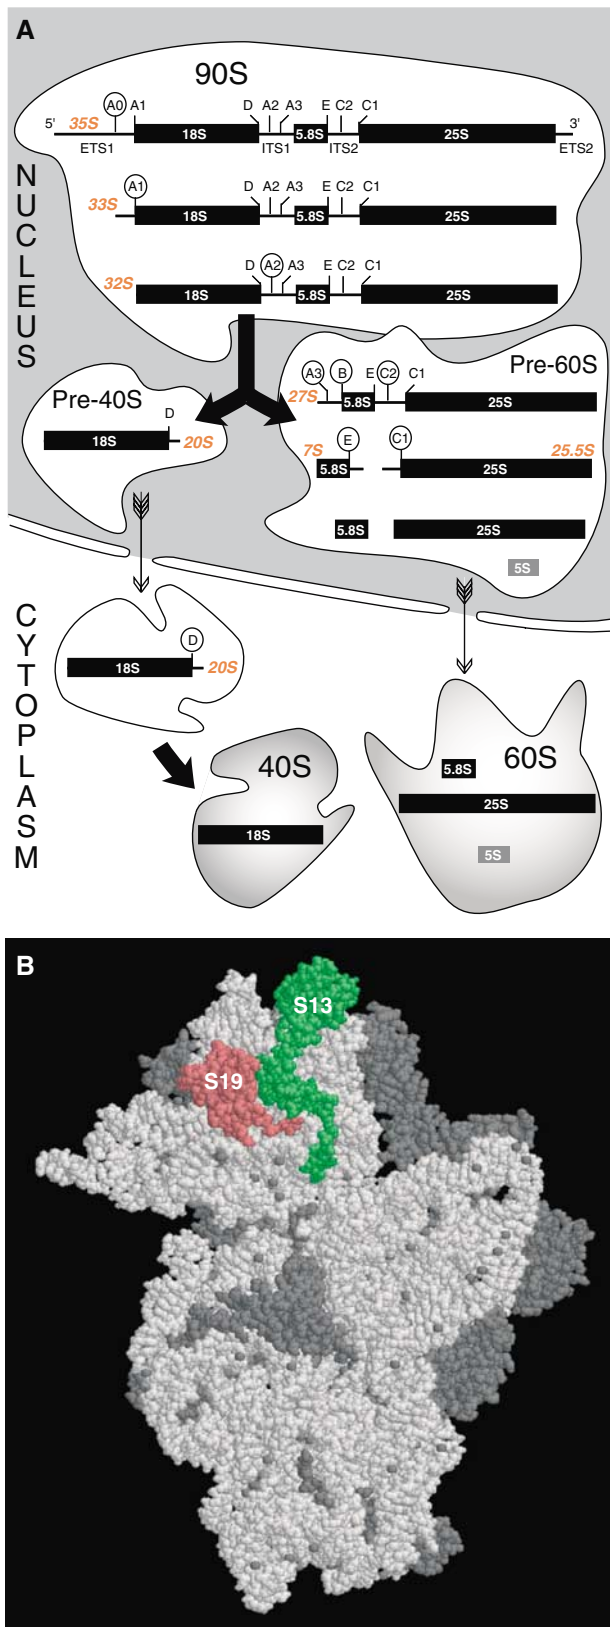 A
90S
A0 A1 D A2 A3 E C2 C1
5' 35S 3'
18S 5.8S 25S
ETS1 ITS1 ITS2 ETS2
NUCLEUS
A1 D A2 A3 E C2 C1
33S 18S 5.8S 25S
D A2 A3 E C2 C1
32S 18S 5.8S 25S
Pre-60S
A3 B E C2 C1
27S 5.8S 25S
Pre-40S
D
18S 20S
E C1
7S 25.5S
5.8S 25S
5.8S 25S
5S
CYTOPLASM
D
18S 20S
40S
18S
60S
5.8S
25S
5S
B
S13
S19